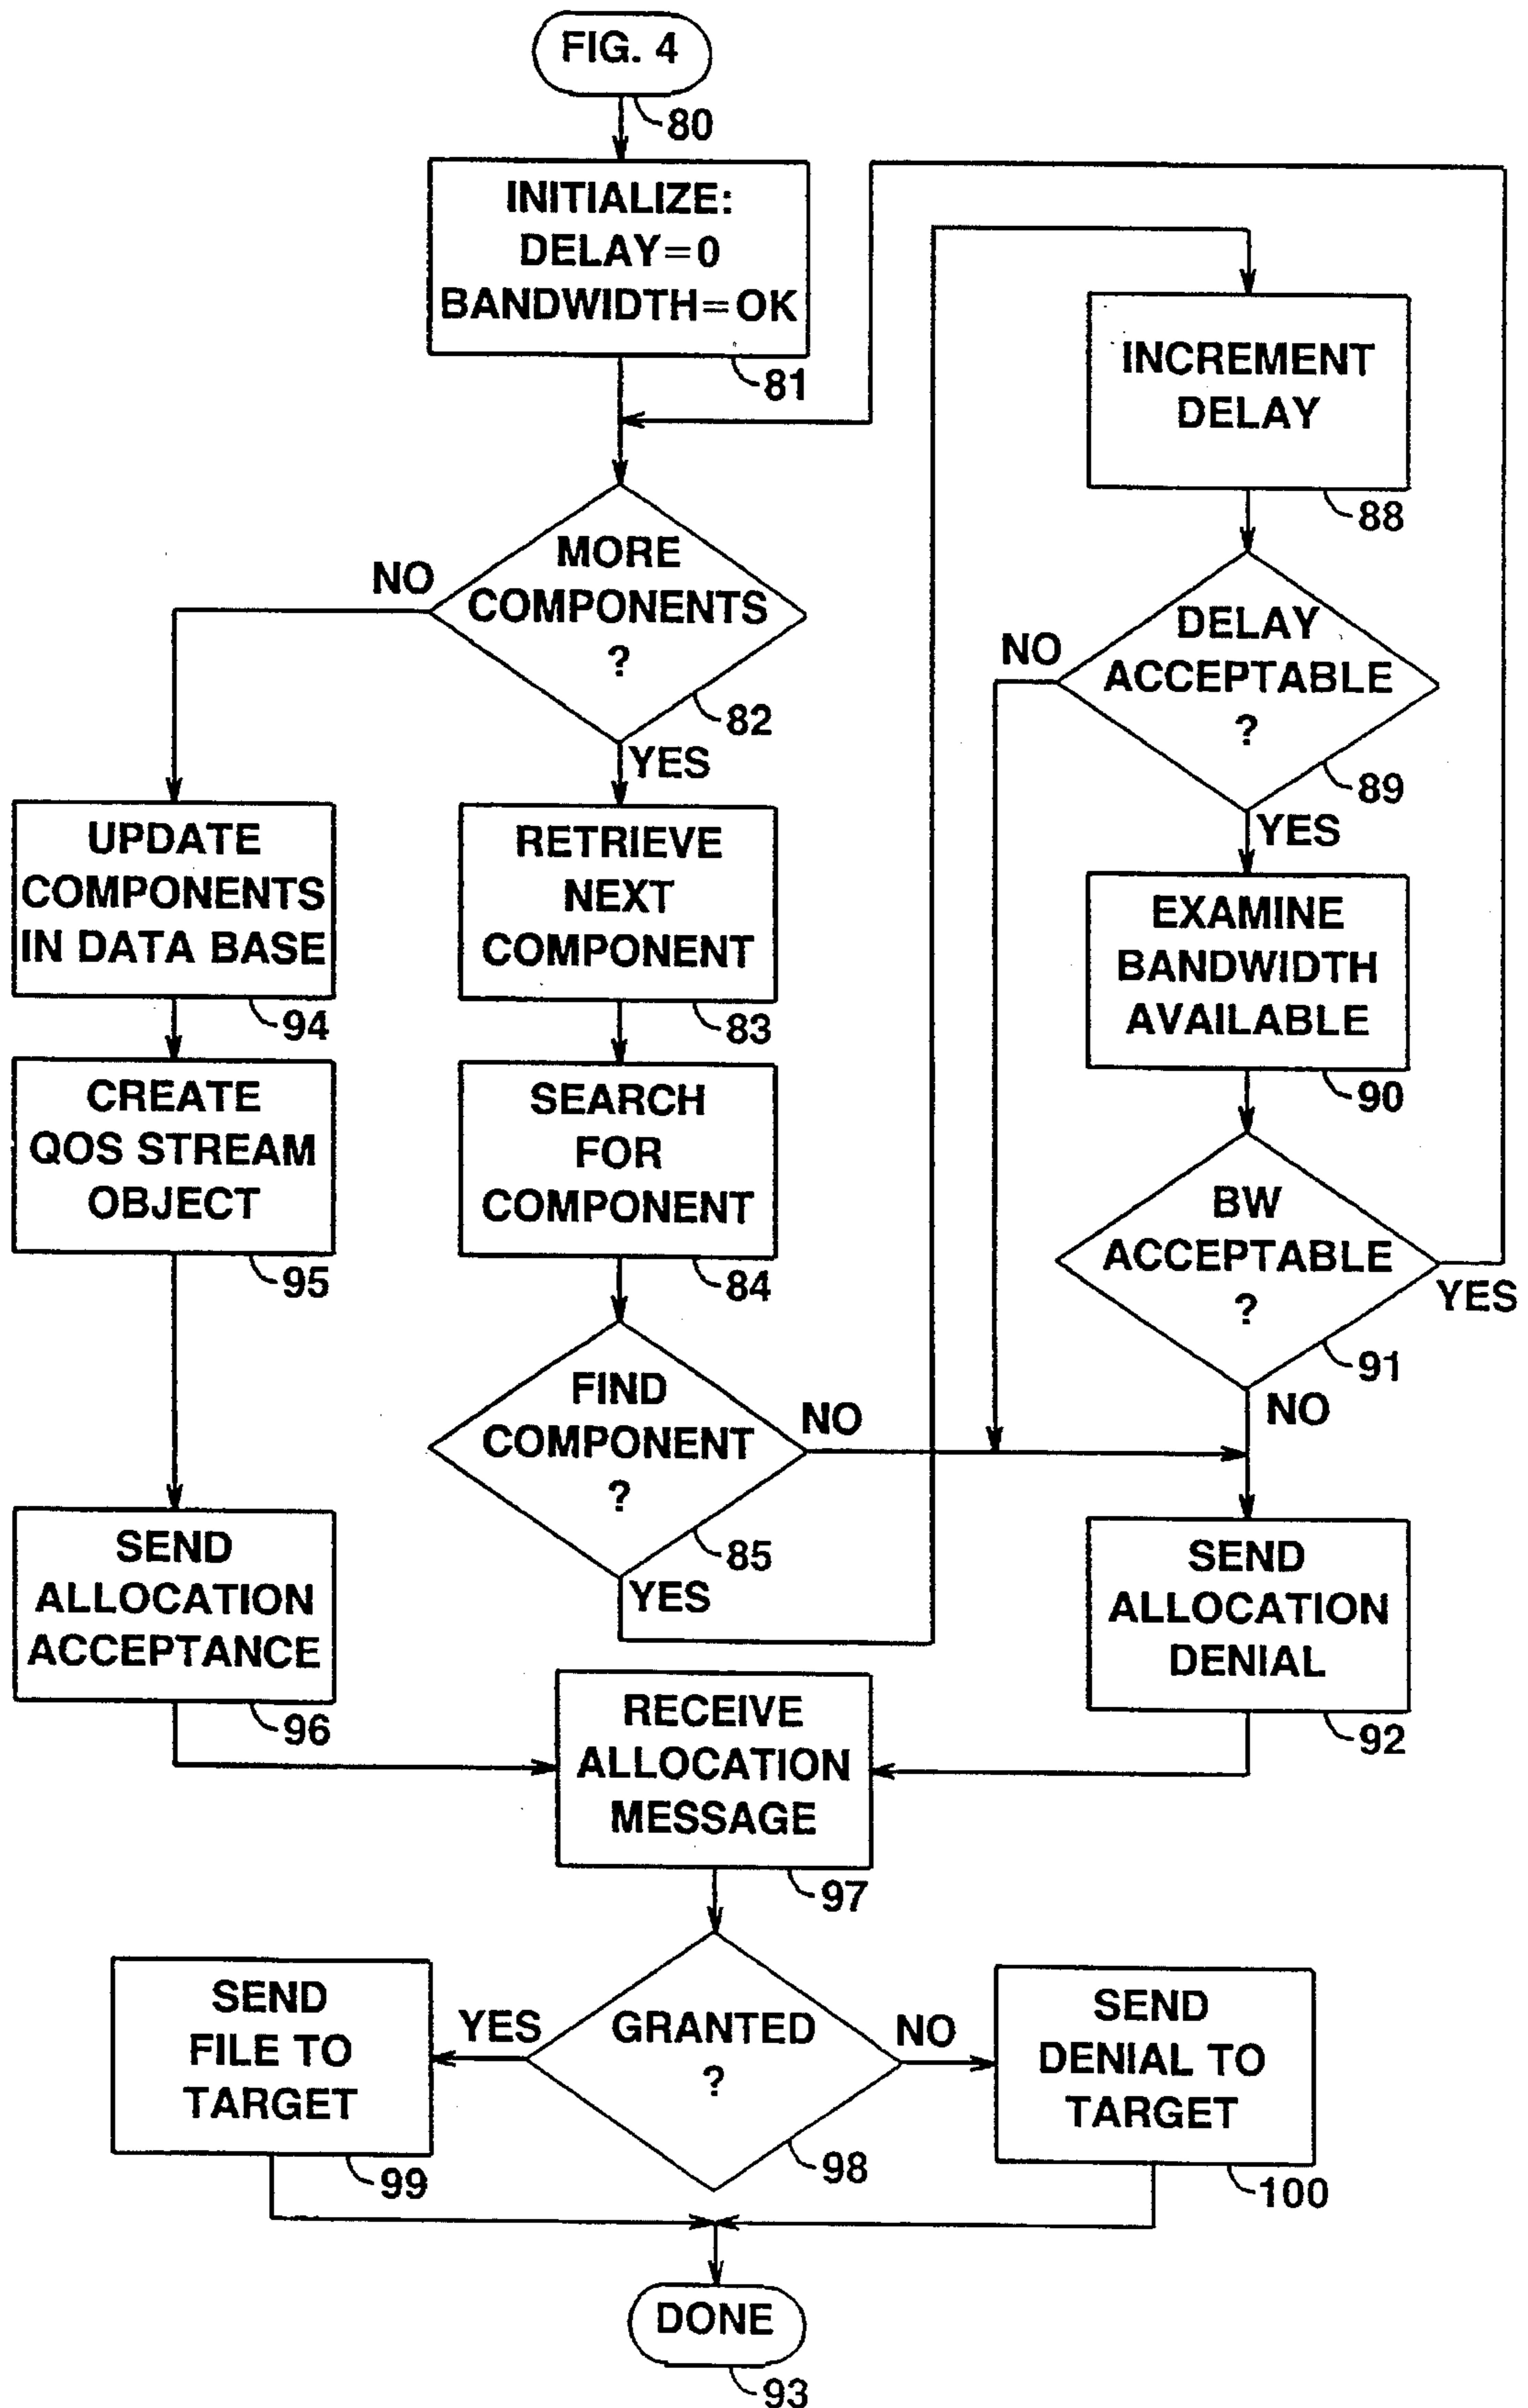 FIG. 4
80
INITIALIZE:
DELAY=0
BANDWIDTH=OK
81
MORE
COMPONENTS
?
82
NO
YES
RETRIEVE
NEXT
COMPONENT
83
SEARCH
FOR
COMPONENT
84
FIND
COMPONENT
?
85
NO
YES
INCREMENT
DELAY
88
DELAY
ACCEPTABLE
?
89
NO
YES
EXAMINE
BANDWIDTH
AVAILABLE
90
BW
ACCEPTABLE
?
91
YES
NO
SEND
ALLOCATION
DENIAL
92
UPDATE
COMPONENTS
IN DATA BASE
94
CREATE
QOS STREAM
OBJECT
95
SEND
ALLOCATION
ACCEPTANCE
96
RECEIVE
ALLOCATION
MESSAGE
97
GRANTED
?
98
YES
NO
SEND
FILE TO
TARGET
99
SEND
DENIAL TO
TARGET
100
DONE
93